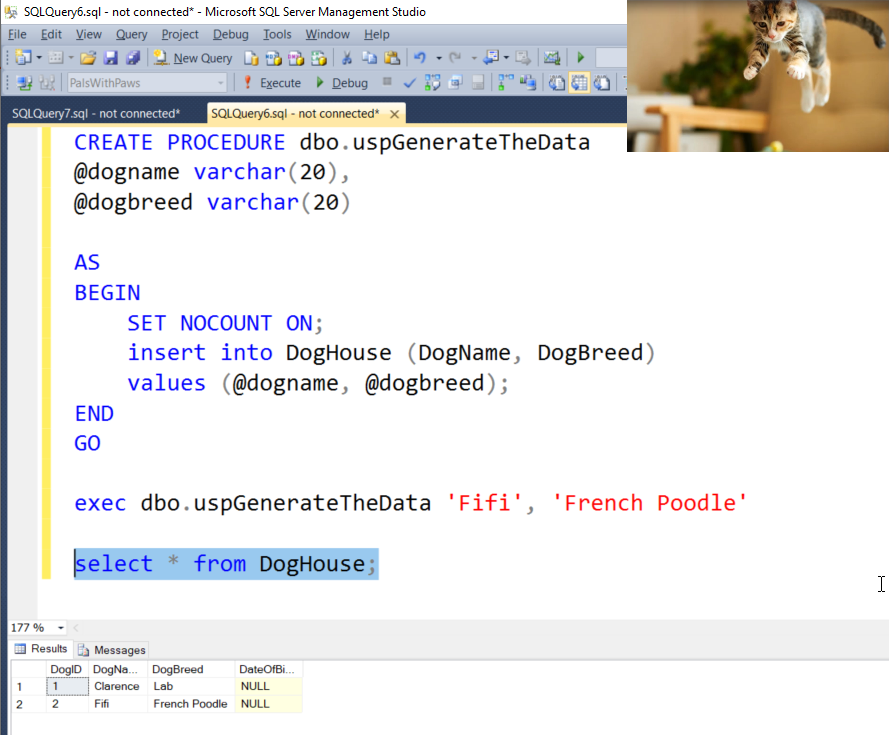 SQLQuery6.sql - not connected* - Microsoft SQL Server Management Studio
File Edit View Query Project Debug Tools Window Help
New Query
PalsWithPaws Execute Debug
SQLQuery7.sql - not connected* SQLQuery6.sql - not connected*
CREATE PROCEDURE dbo.uspGenerateTheData
@dogname varchar(20),
@dogbreed varchar(20)
AS
BEGIN
SET NOCOUNT ON;
insert into DogHouse (DogName, DogBreed)
values (@dogname, @dogbreed);
END
GO
exec dbo.uspGenerateTheData 'Fifi', 'French Poodle'
select * from DogHouse;
177 %
Results Messages
DogID DogNa... DogBreed DateOfBi...
1 1 Clarence Lab NULL
2 2 Fifi French Poodle NULL